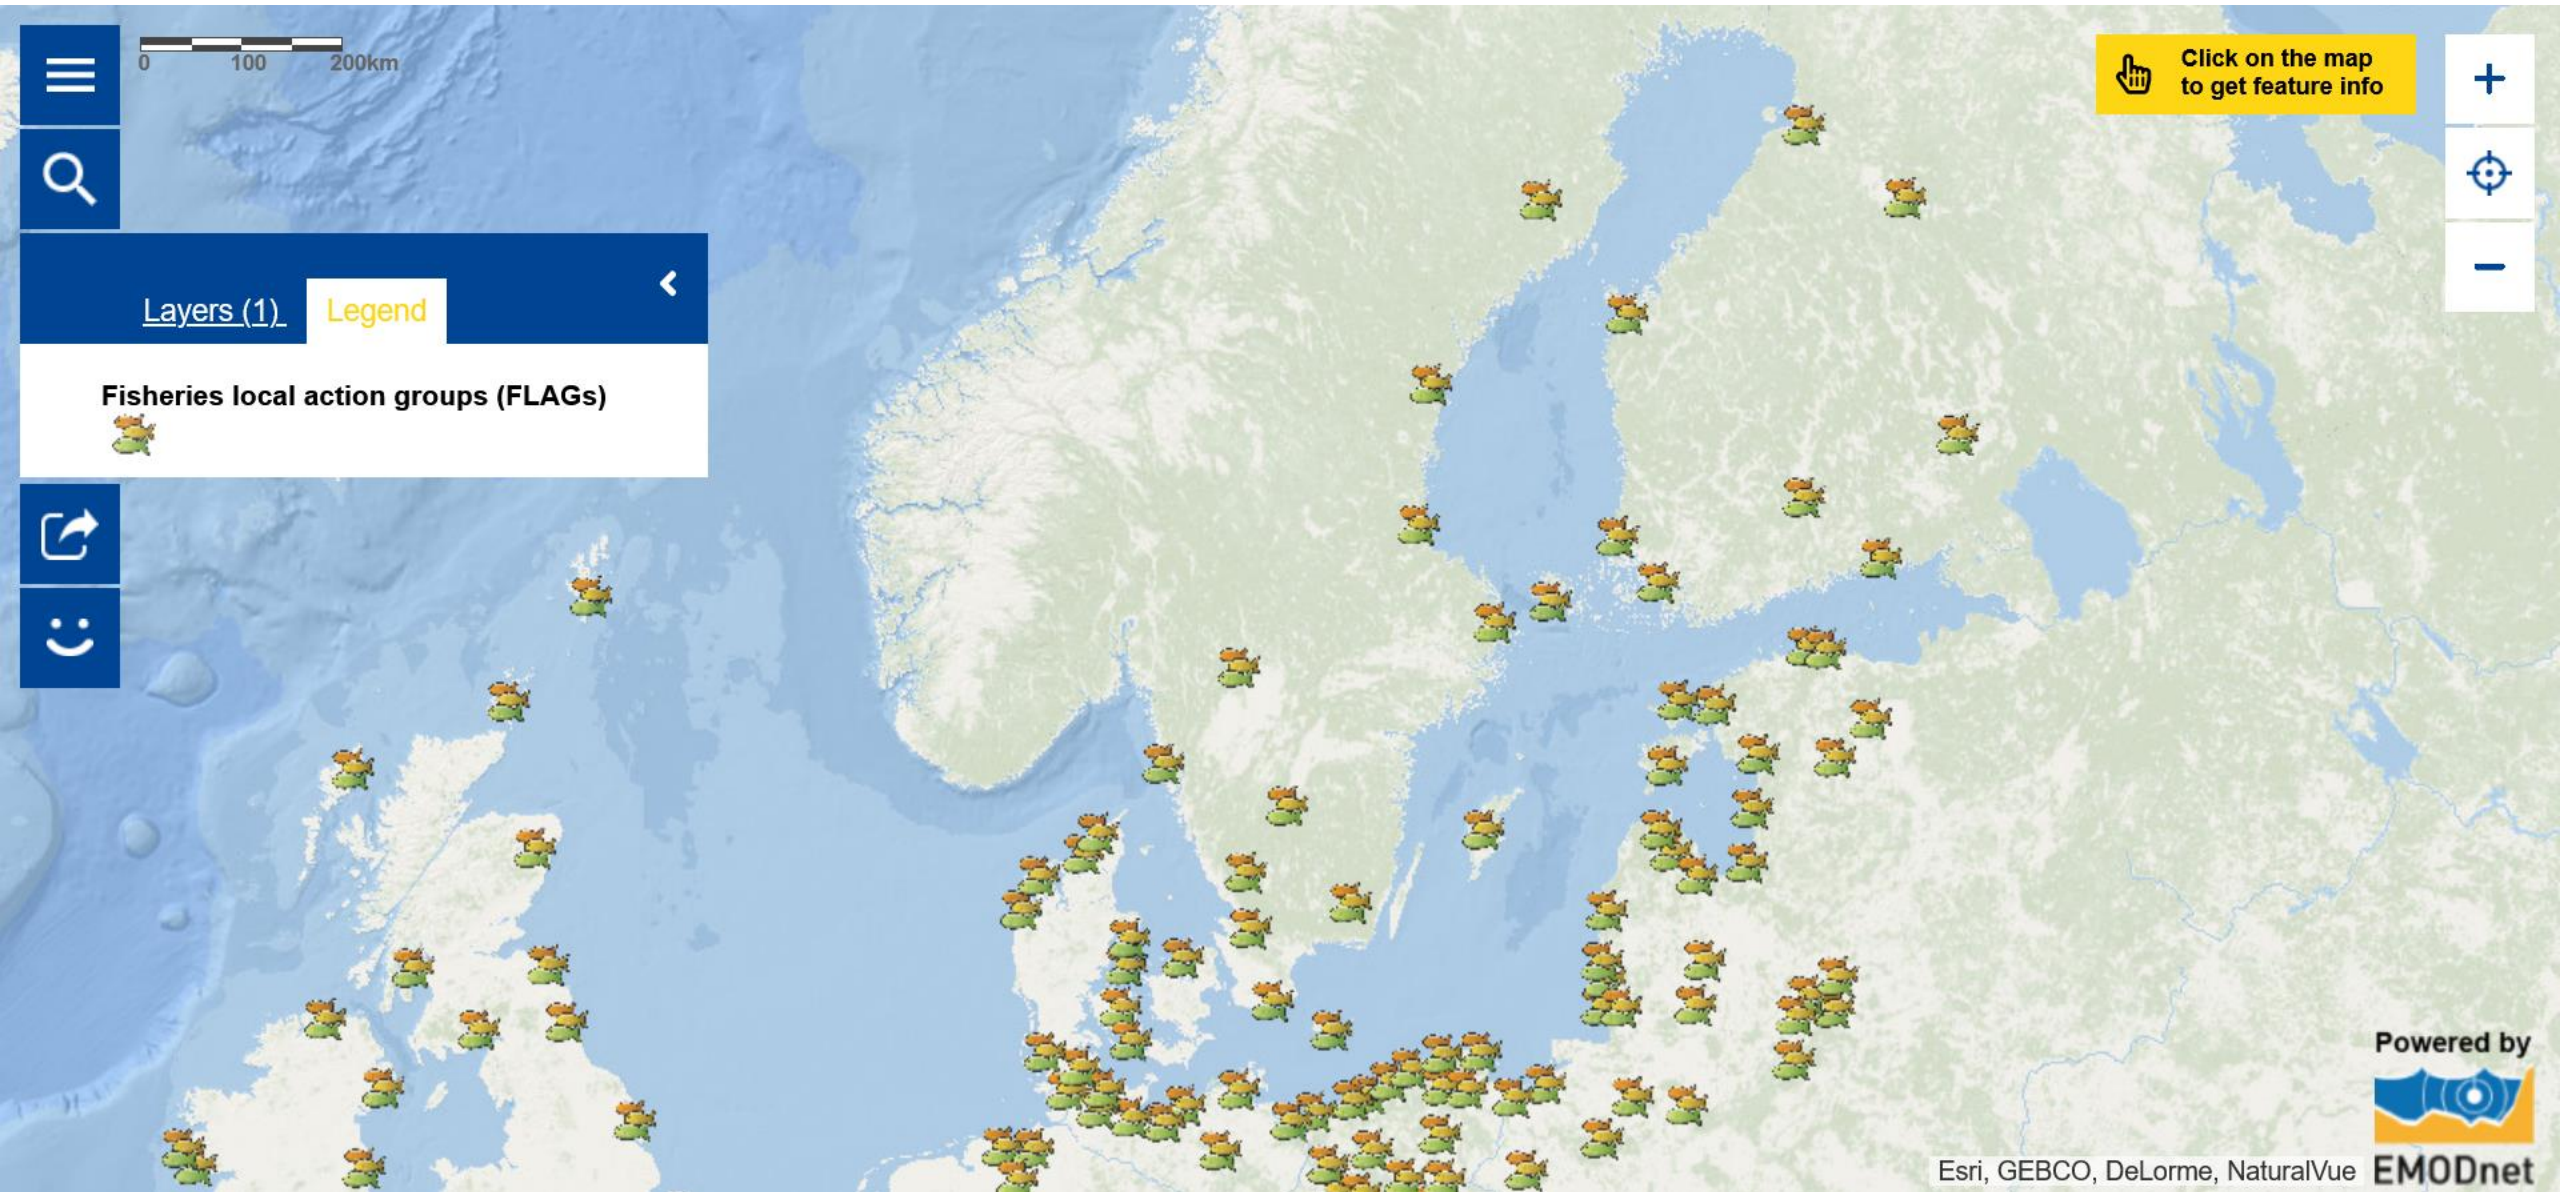 0 100 200km
Click on the map
to get feature info
Layers (1)
Legend
Fisheries local action groups (FLAGs)
Powered by
EMODnet
Esri, GEBCO, DeLorme, NaturalVue